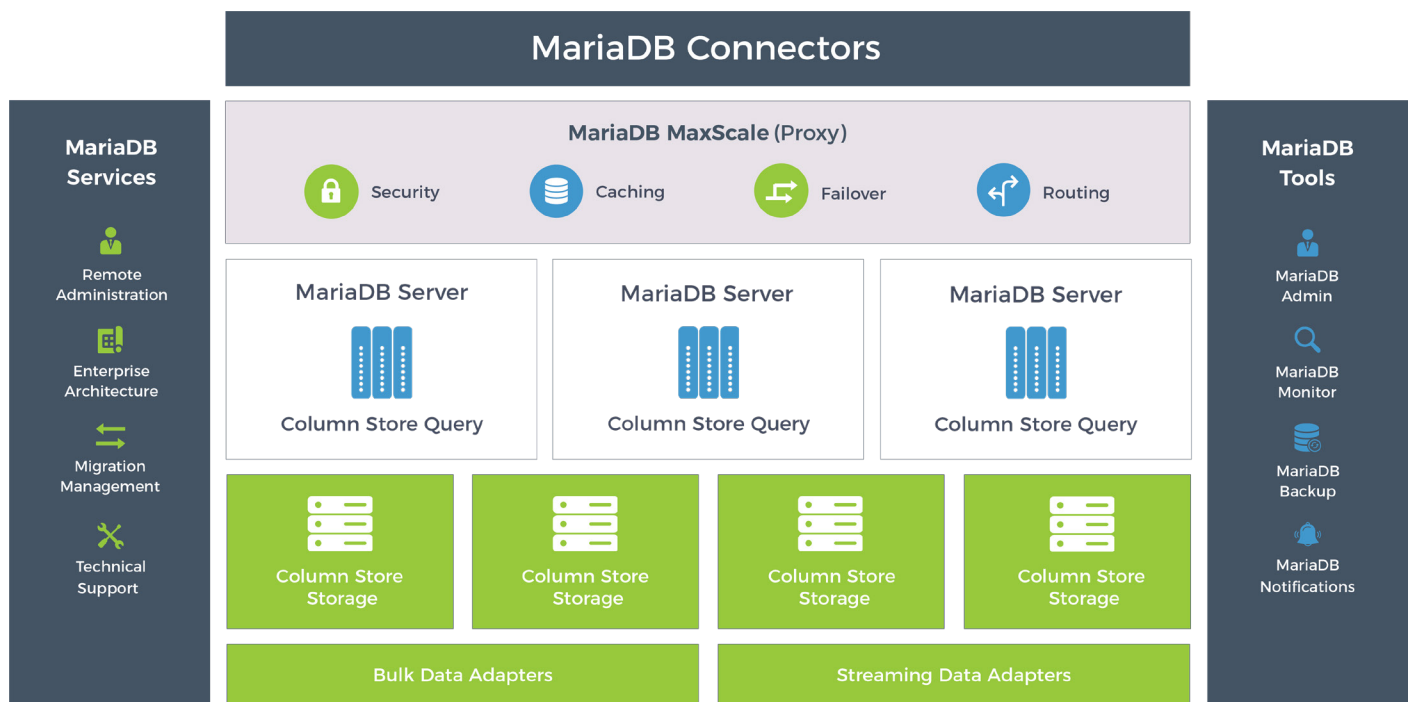 MariaDB Connectors
MariaDB
Services
Remote
Administration
Enterprise
Architecture
Migration
Management
Technical
Support
MariaDB MaxScale (Proxy)
Security
Caching
Failover
Routing
MariaDB Server
Column Store Query
MariaDB Server
Column Store Query
MariaDB Server
Column Store Query
Column Store
Storage
Column Store
Storage
Column Store
Storage
Column Store
Storage
Bulk Data Adapters
Streaming Data Adapters
MariaDB
Tools
MariaDB
Admin
MariaDB
Monitor
MariaDB
Backup
MariaDB
Notifications